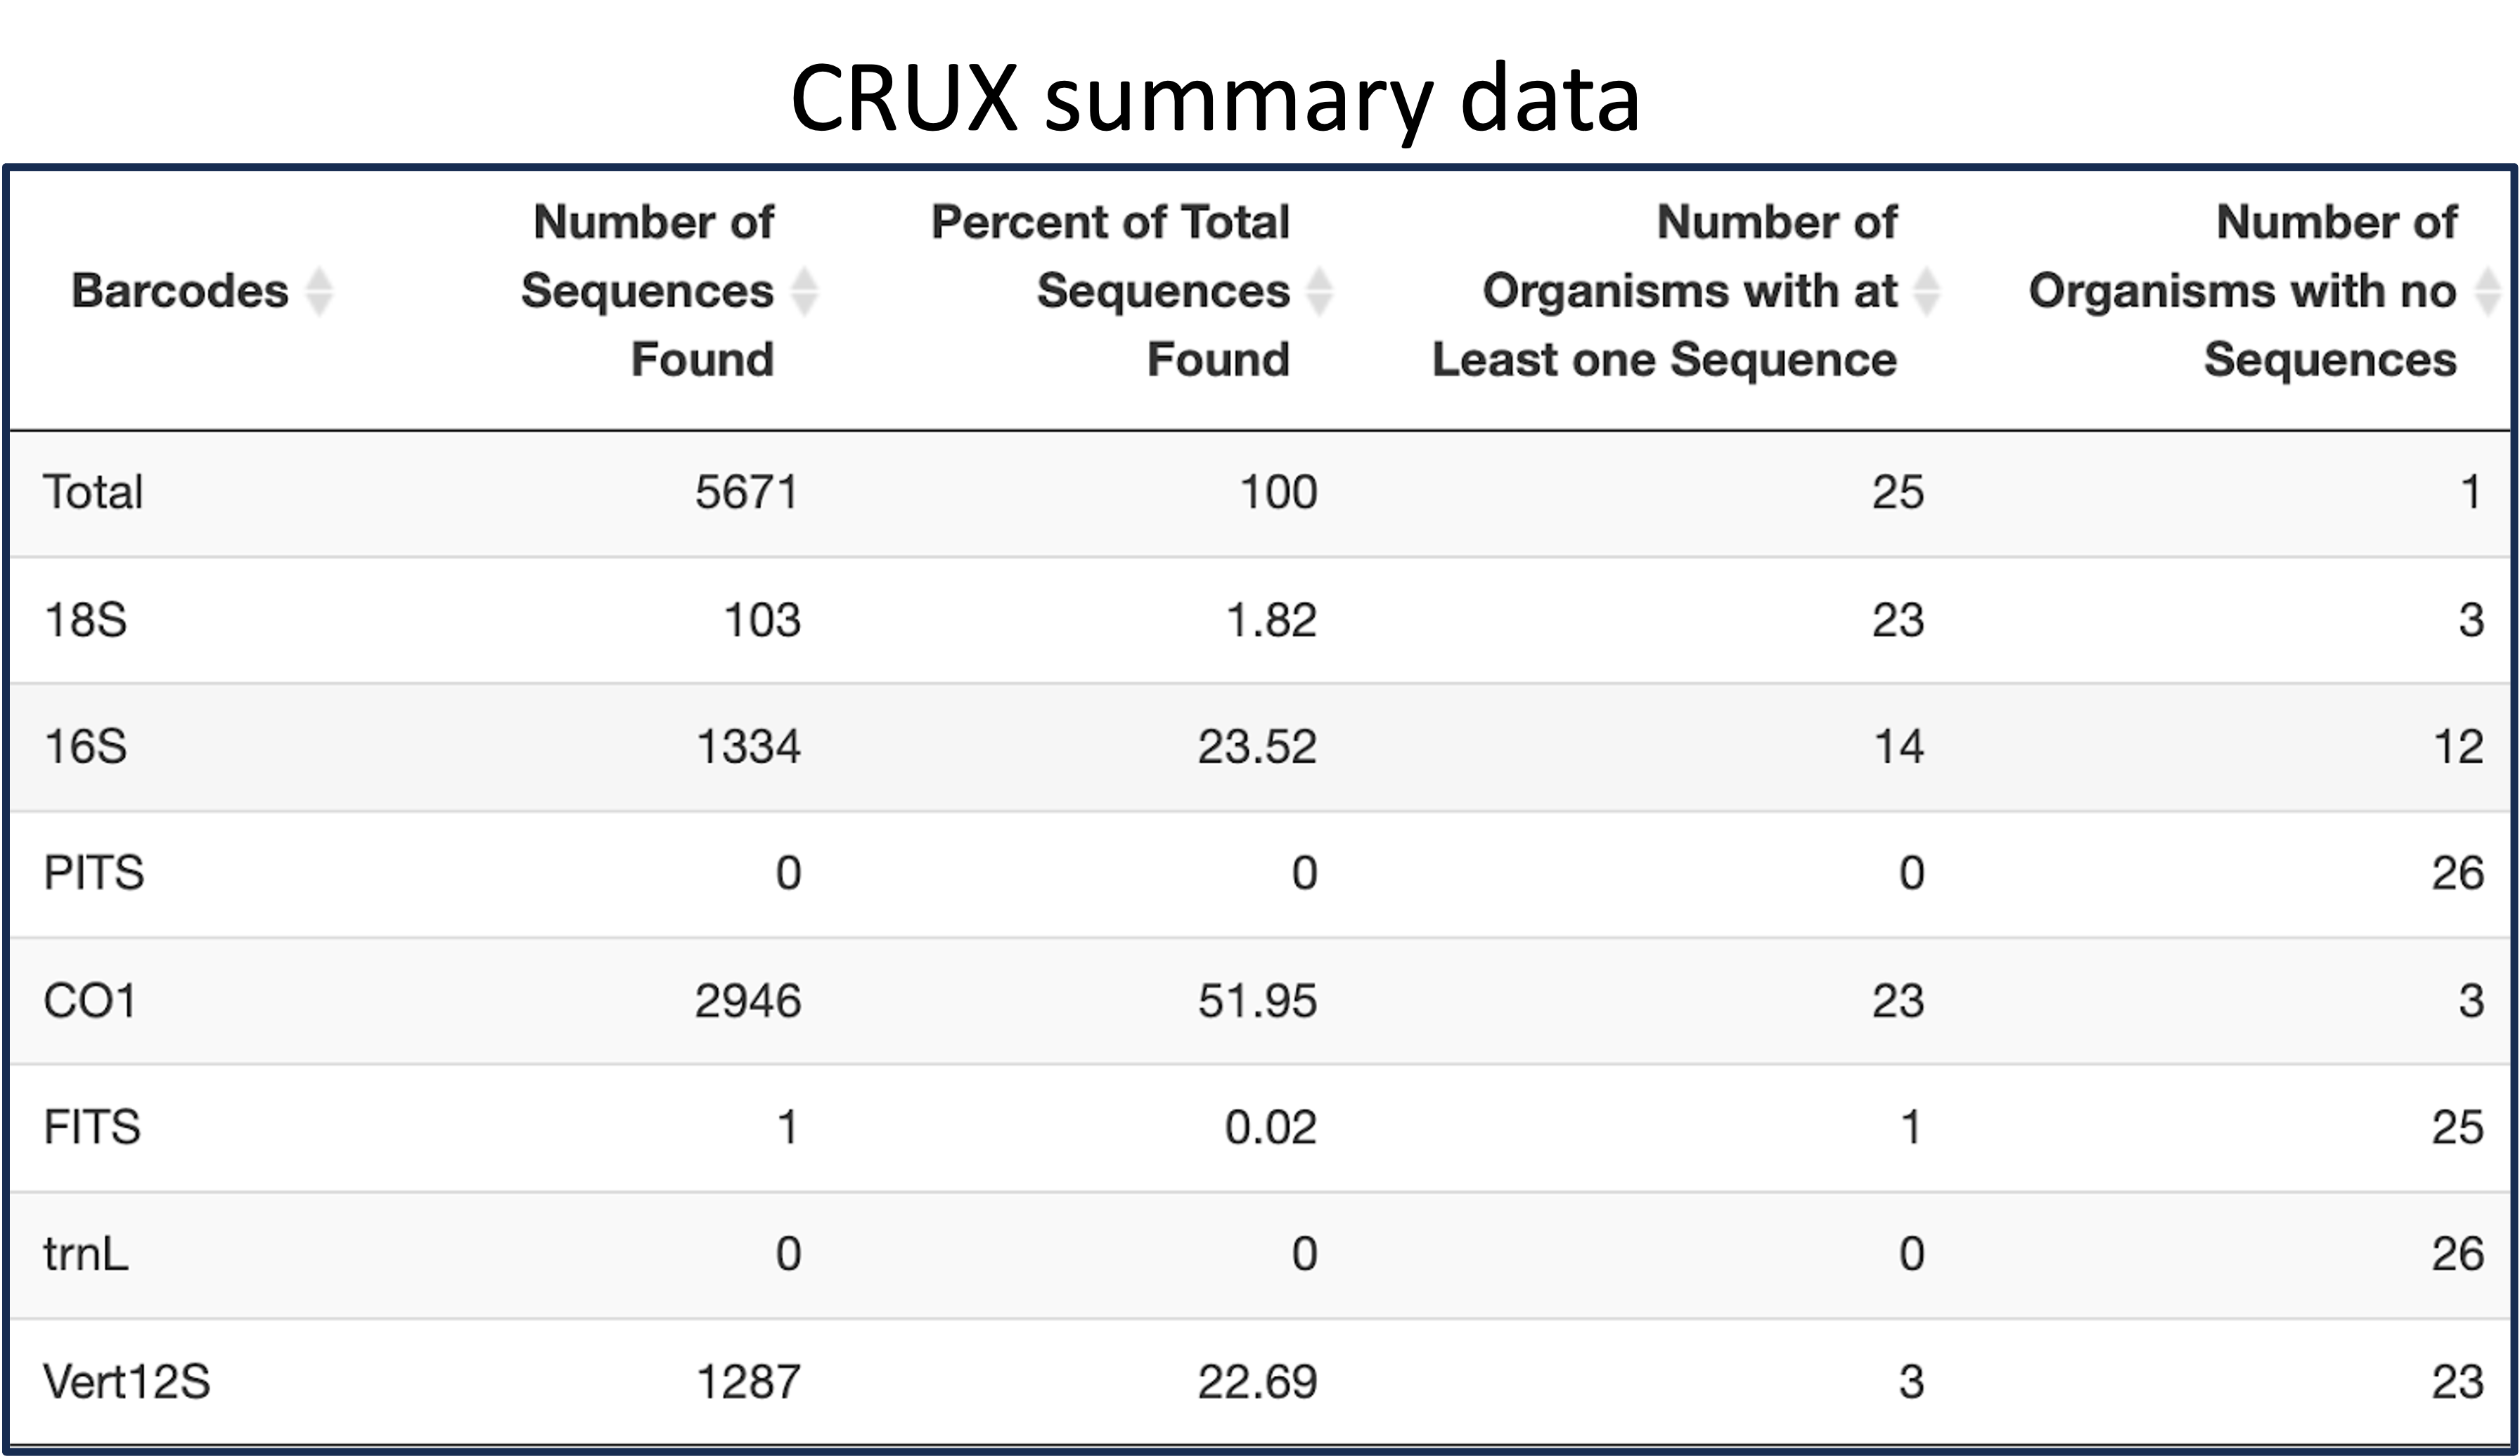 CRUX summary data
Number of Percent of Total Number of Number of
Barcodes Sequences Sequences Organisms with at Organisms with no
Found Found Least one Sequence Sequences
Total 5671 100 25 1
18S 103 1.82 23 3
16S 1334 23.52 14 12
PITS 0 0 0 26
CO1 2946 51.95 23 3
FITS 1 0.02 1 25
trnL 0 0 0 26
Vert12S 1287 22.69 3 23